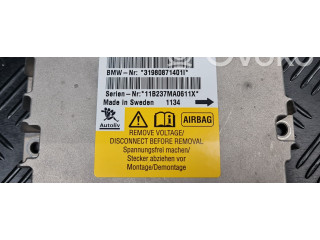 BMW-Nr: *31980871401I*
Serien-Nr:*11B237MA0611X*
Made in Sweden 1134
Autoliv
AIRBAG
REMOVE VOLTAGE/
DISCONNECT BEFORE REMOVAL
Spannungsfrei machen/
Stecker abziehen vor
Montage/Demontage